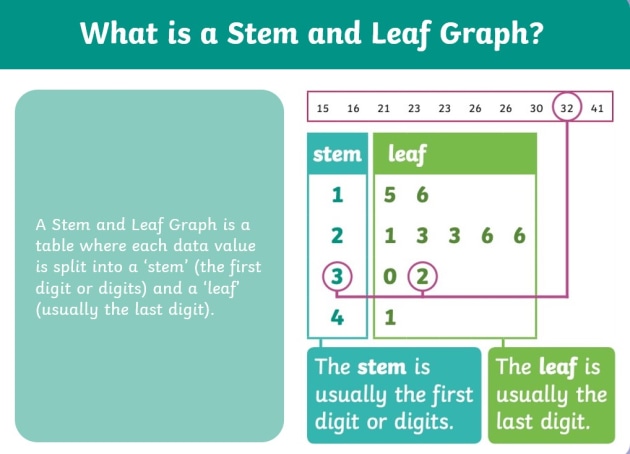 What is a Stem and Leaf Graph?
A Stem and Leaf Graph is a
table where each data value
is split into a 'stem' (the first
digit or digits) and a 'leaf'
(usually the last digit).
15 16 21 23 23 26 26 30 32 41
stem leaf
1 5 6
2 1 3 3 6 6
3 0 2
4 1
The stem is
usually the first
digit or digits.
The leaf is
usually the
last digit.